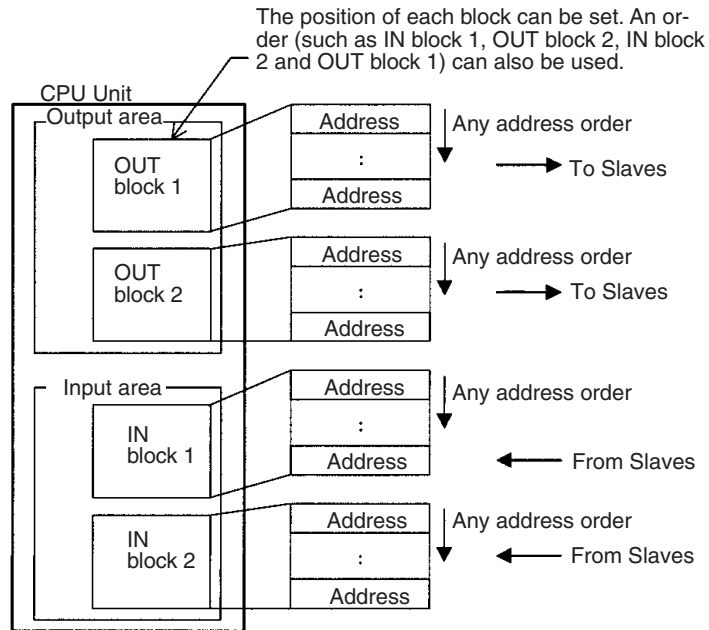 The position of each block can be set. An or-
der (such as IN block 1, OUT block 2, IN block
2 and OUT block 1) can also be used.
CPU Unit
Output area
OUT
block 1
Address
:
Address
Any address order
To Slaves
OUT
block 2
Address
:
Address
Any address order
To Slaves
Input area
IN
block 1
Address
:
Address
Any address order
From Slaves
IN
block 2
Address
:
Address
Any address order
From Slaves